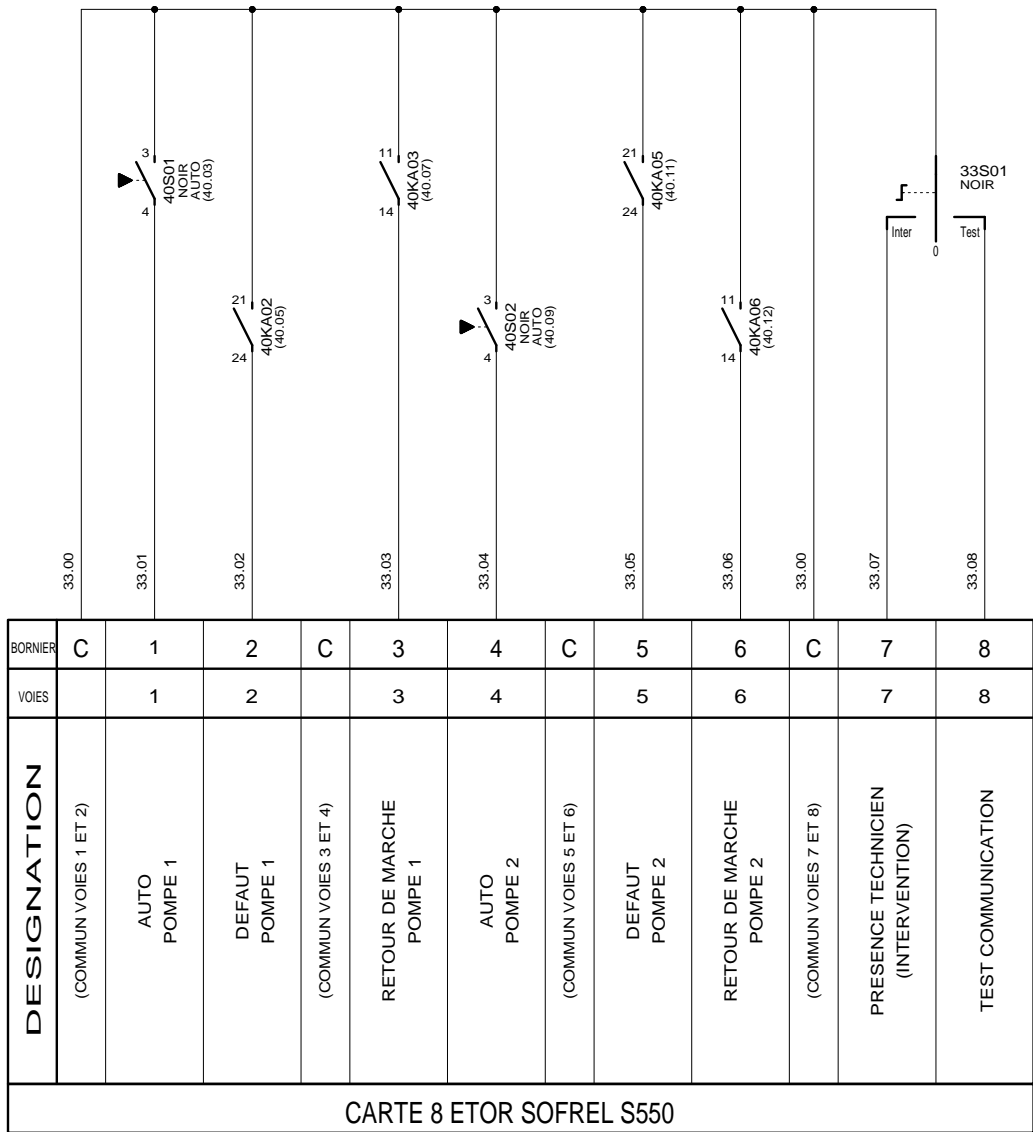 3
4
40S01
NOIR
AUTO
(40.03)
21
24
40KA02
(40.05)
11
14
40KA03
(40.07)
3
4
40S02
NOIR
AUTO
(40.09)
21
24
40KA05
(40.11)
11
14
40KA06
(40.12)
33S01
NOIR
Inter
0
Test
33.00
33.01
33.02
33.03
33.04
33.05
33.06
33.00
33.07
33.08
BORNIER C 1 2 C 3 4 C 5 6 C 7 8
VOIES 1 2 3 4 5 6 7 8
DESIGNATION
(COMMUN VOIES 1 ET 2)
AUTO
POMPE 1
DEFAUT
POMPE 1
(COMMUN VOIES 3 ET 4)
RETOUR DE MARCHE
POMPE 1
AUTO
POMPE 2
(COMMUN VOIES 5 ET 6)
DEFAUT
POMPE 2
RETOUR DE MARCHE
POMPE 2
(COMMUN VOIES 7 ET 8)
PRESENCE TECHNICIEN
(INTERVENTION)
TEST COMMUNICATION
CARTE 8 ETOR SOFREL S550